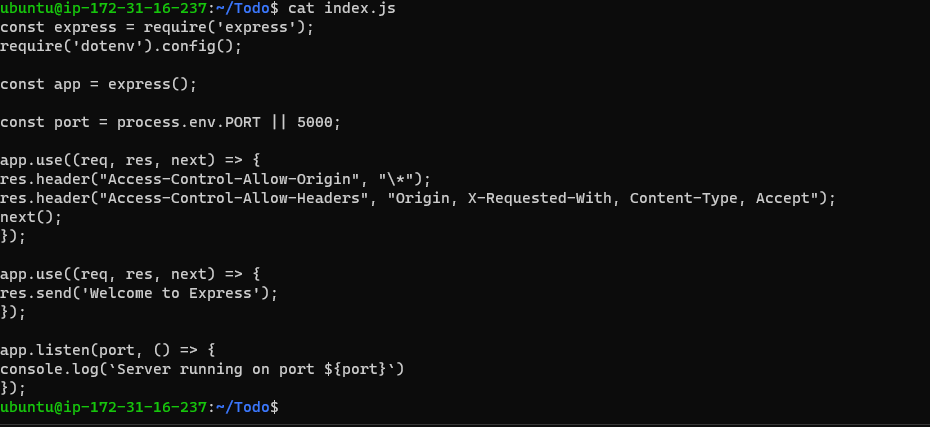 ubuntu@ip-172-31-16-237:~/Todo$ cat index.js
const express = require('express');
require('dotenv').config();
const app = express();
const port = process.env.PORT || 5000;
app.use((req, res, next) => {
res.header("Access-Control-Allow-Origin", "\*");
res.header("Access-Control-Allow-Headers", "Origin, X-Requested-With, Content-Type, Accept");
next();
});
app.use((req, res, next) => {
res.send('Welcome to Express');
});
app.listen(port, () => {
console.log(`Server running on port ${port}`)
});
ubuntu@ip-172-31-16-237:~/Todo$